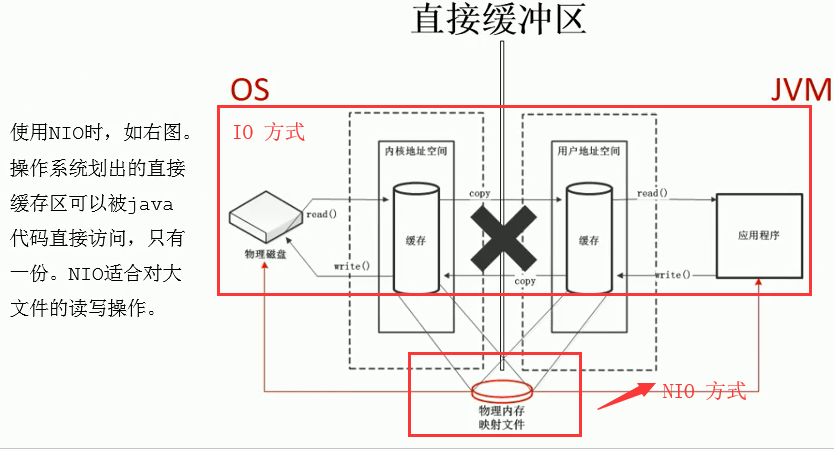 直接缓冲区
OS
JVM
使用NIO时，如右图。
操作系统划出的直接
缓存区可以被java
代码直接访问，只有
一份。NIO适合对大
文件的读写操作。
IO 方式
内核地址空间
用户地址空间
copy
read()
read()
缓存
缓存
应用程序
物理磁盘
write()
copy
write()
物理内存
映射文件
NIO 方式